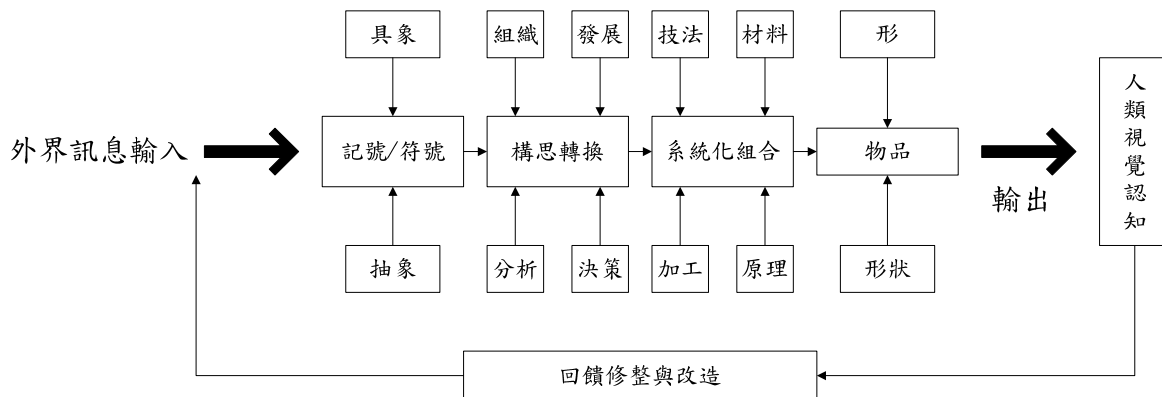 具象
組織
發展
技法
材料
形
外界訊息輸入
記號/符號
構思轉換
系統化組合
物品
輸出
人類視覺認知
抽象
分析
決策
加工
原理
形狀
回饋修整與改造